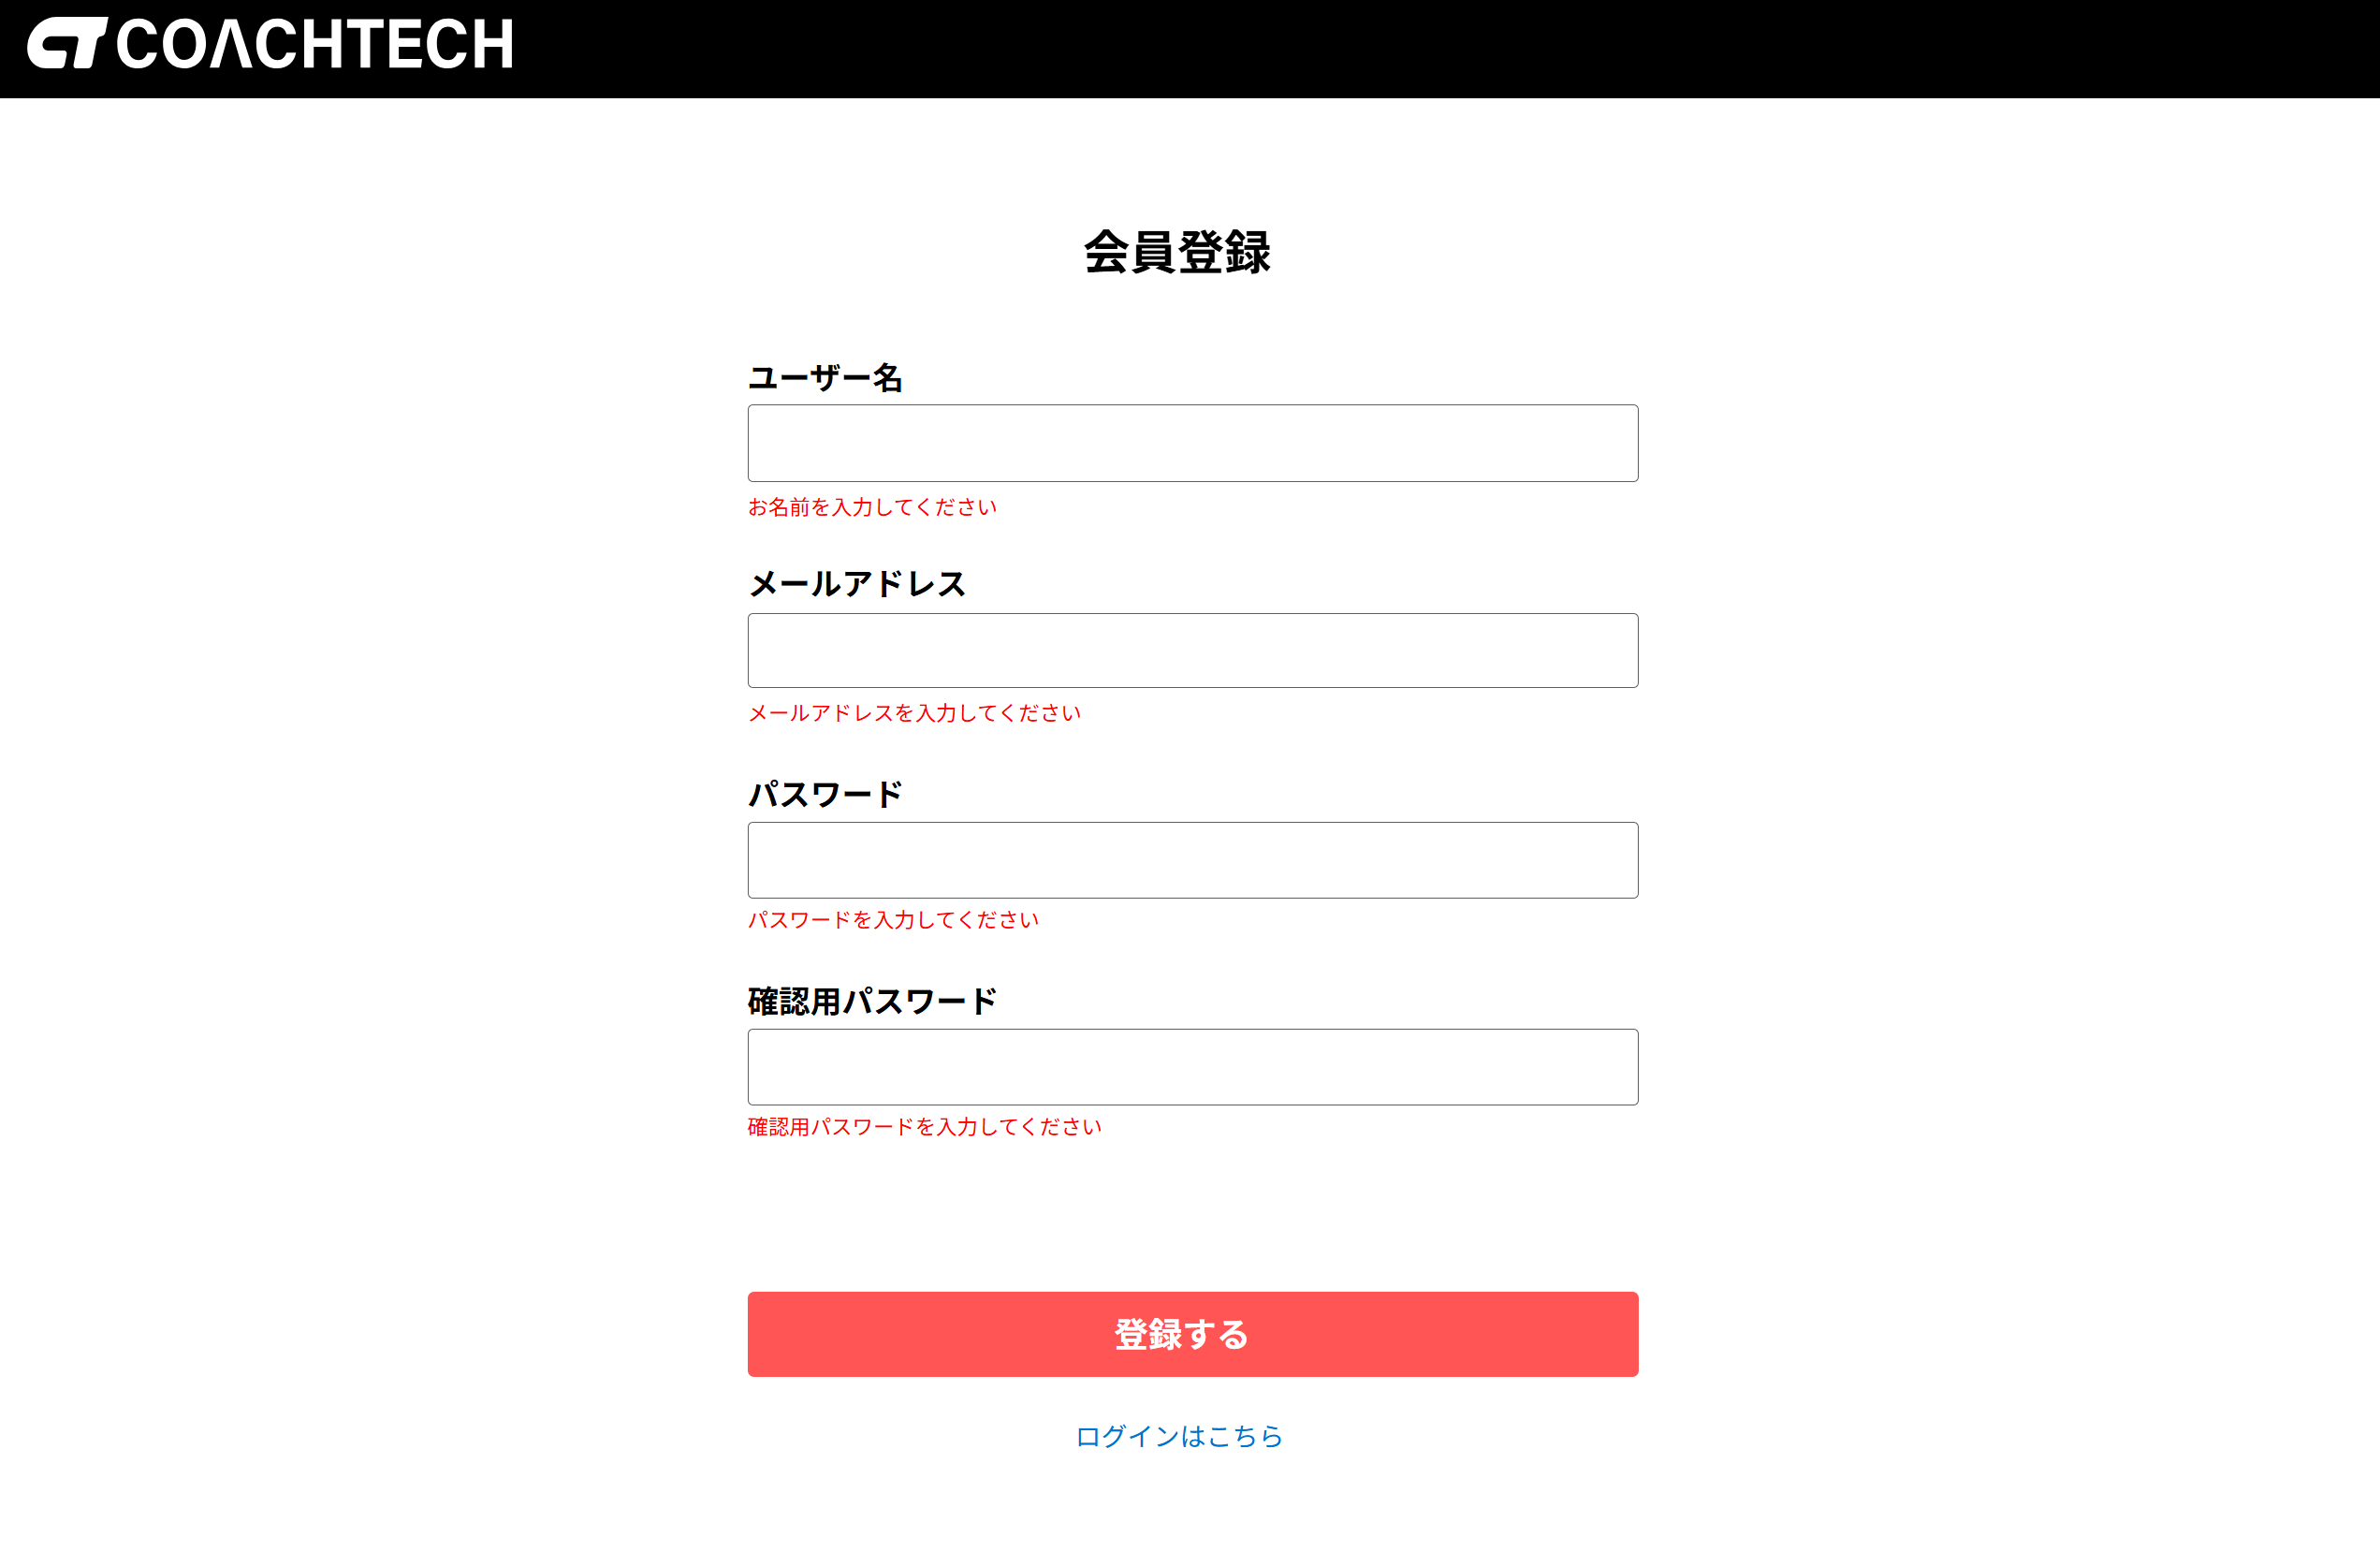 COACHTECH
会員登録
ユーザー名
お名前を入力してください
メールアドレス
メールアドレスを入力してください
パスワード
パスワードを入力してください
確認用パスワード
確認用パスワードを入力してください
登録する
ログインはこちら